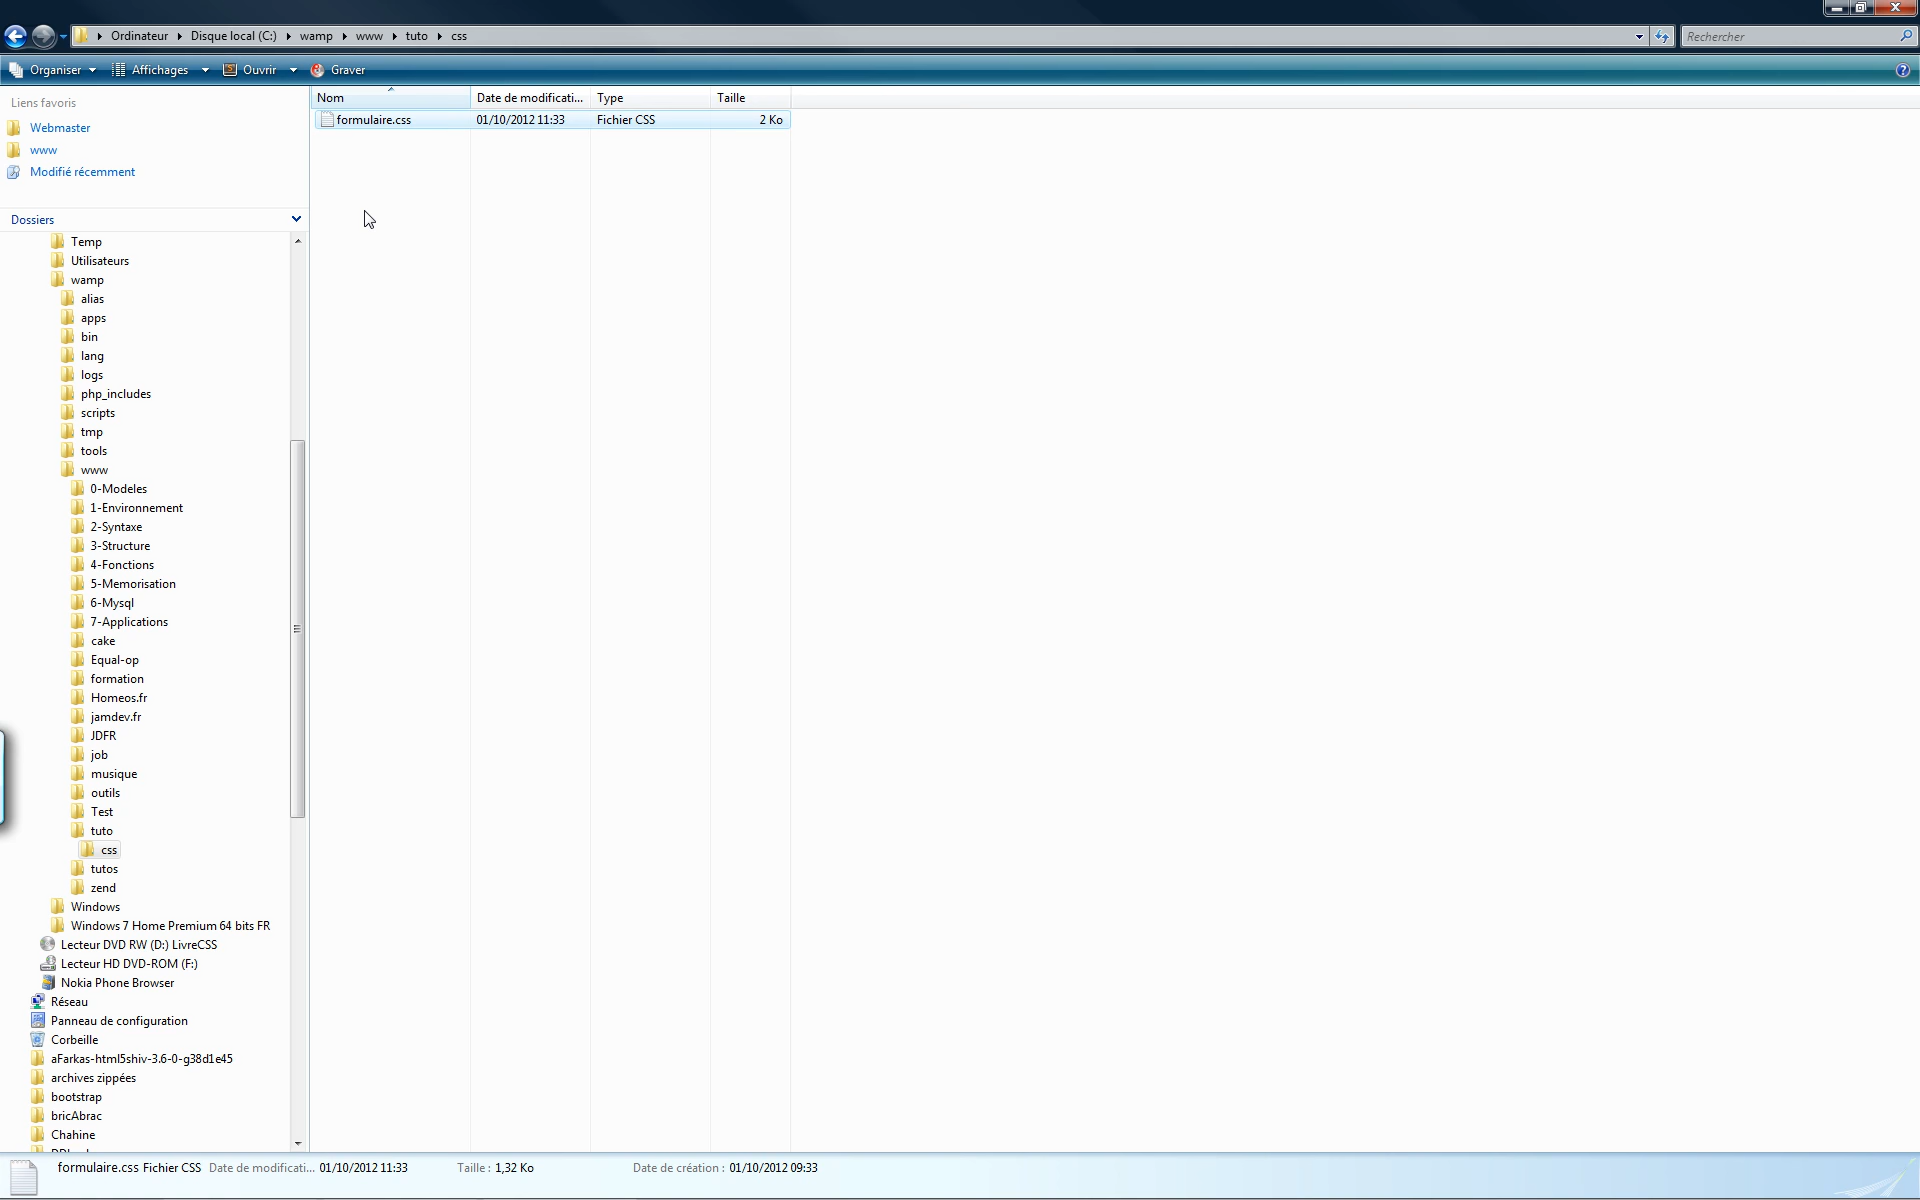 Ordinateur Disque local (C:) wamp www tuto css
Rechercher
Organiser Affichages Ouvrir Graver
Liens favoris
Webmaster
www
Modifié récemment
Dossiers
Temp
Utilisateurs
wamp
alias
apps
bin
lang
logs
php_includes
scripts
tmp
tools
www
0-Modeles
1-Environnement
2-Syntaxe
3-Structure
4-Fonctions
5-Memorisation
6-Mysql
7-Applications
cake
Equal-op
formation
Homeos.fr
jamdev.fr
JDFR
job
musique
outils
Test
tuto
css
tutos
zend
Windows
Windows 7 Home Premium 64 bits FR
Lecteur DVD RW (D:) LivreCSS
Lecteur HD DVD-ROM (F:)
Nokia Phone Browser
Réseau
Panneau de configuration
Corbeille
aFarkas-html5shiv-3.6-0-g38d1e45
archives zippées
bootstrap
bricAbrac
Chahine
Nom Date de modificati... Type Taille
formulaire.css 01/10/2012 11:33 Fichier CSS 2 Ko
formulaire.css Fichier CSS Date de modificati... 01/10/2012 11:33 Taille : 1,32 Ko Date de création : 01/10/2012 09:33